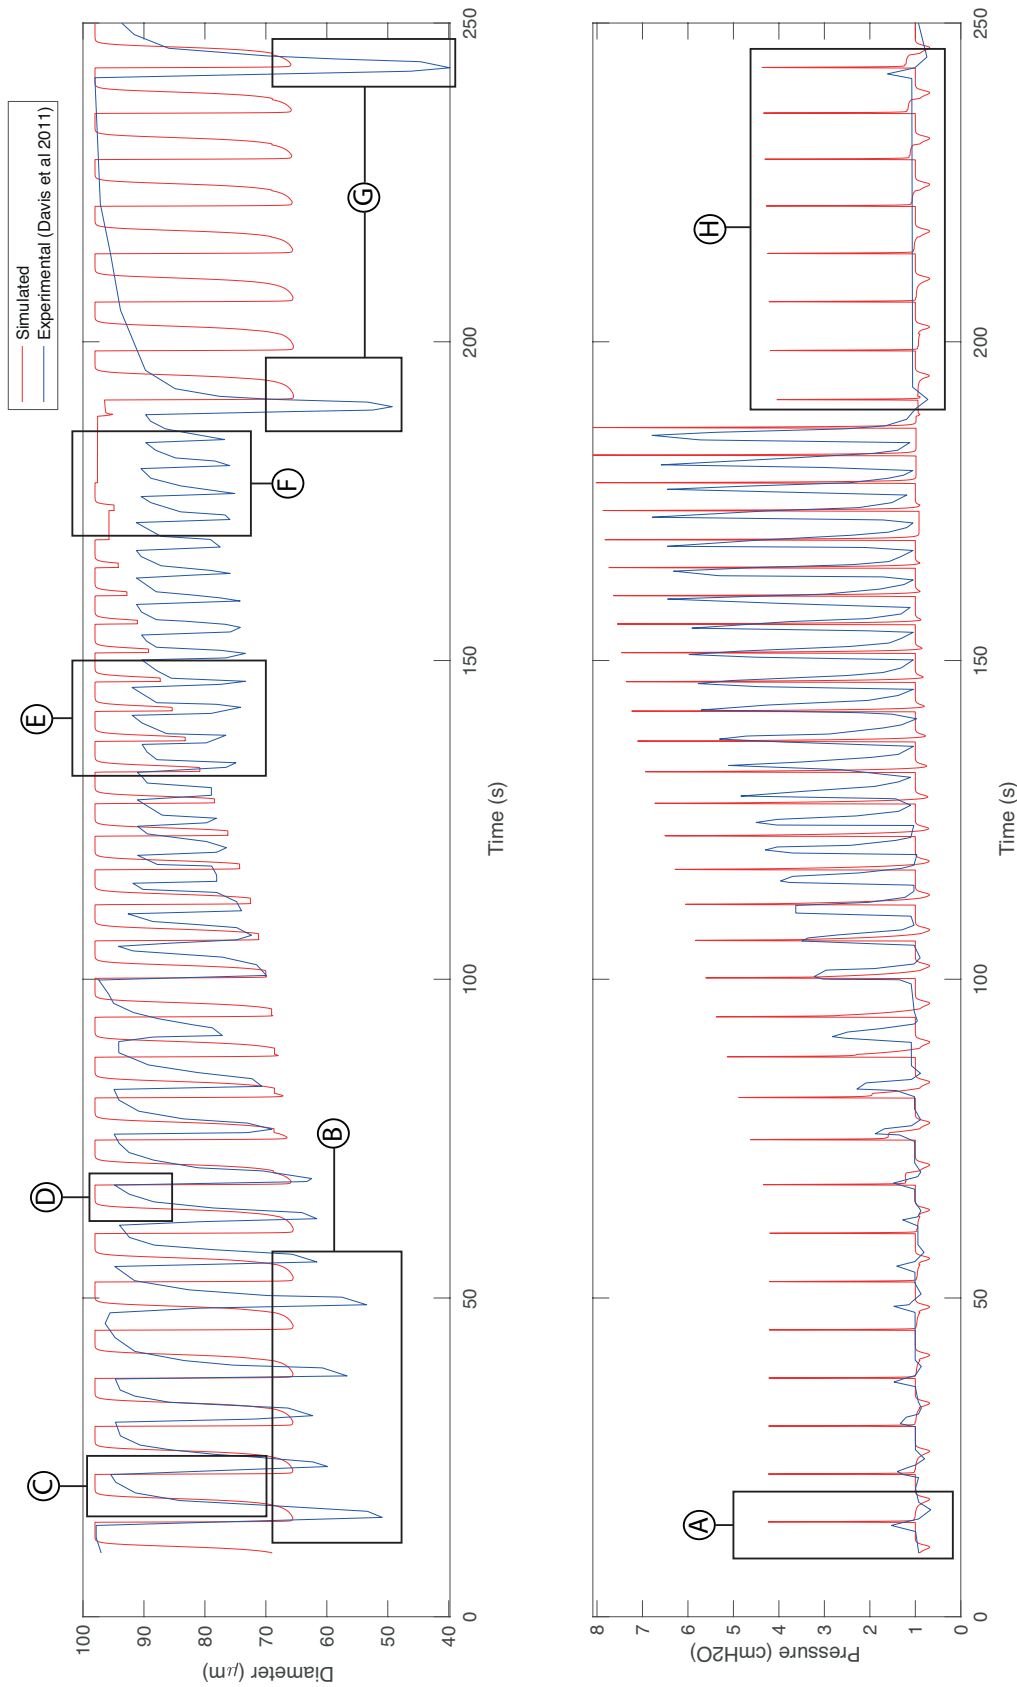 Simulated
Experimental (Davis et al 2011)
100
90
80
70
60
50
40
Diameter (μm)
0
50
100
150
200
250
Time (s)
A
B
C
D
E
F
G
H
8
7
6
5
4
3
2
1
0
Pressure (cmH2O)
0
50
100
150
200
250
Time (s)